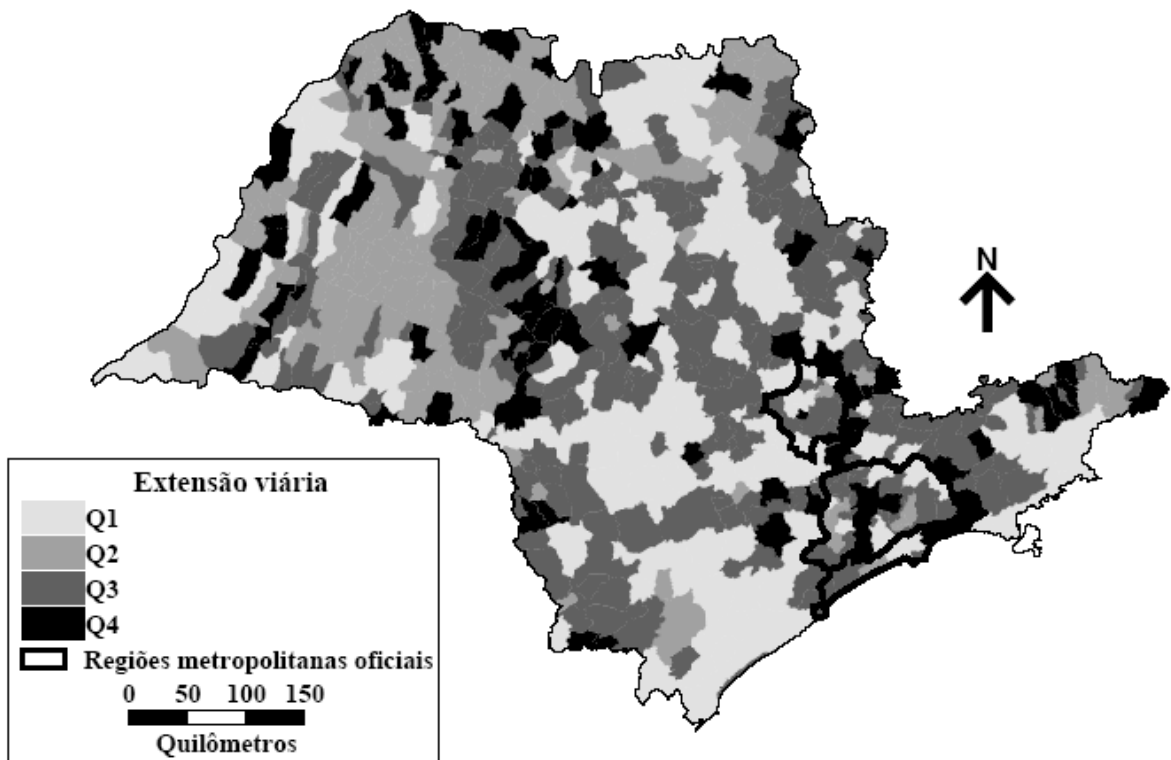 N
Extensão viária
Q1
Q2
Q3
Q4
Regiões metropolitanas oficiais
0 50 100 150
Quilômetros